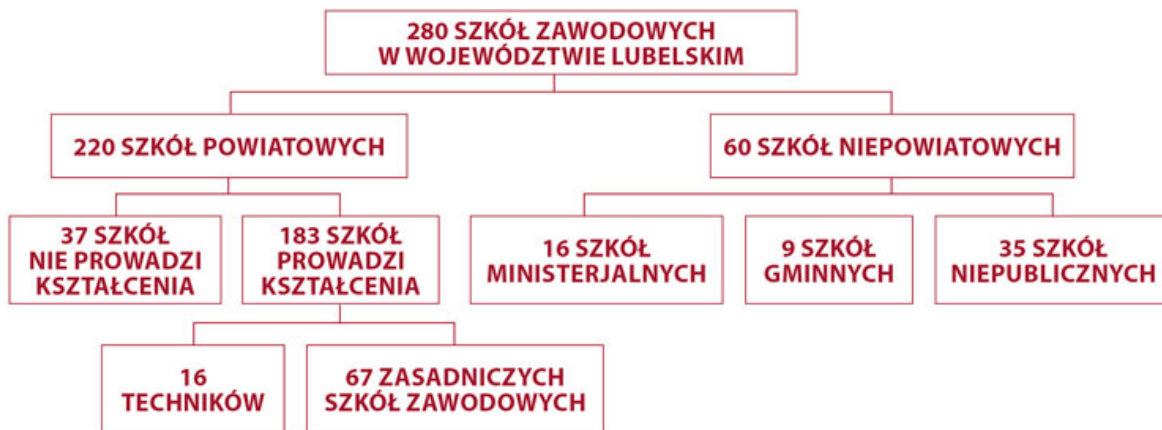 280 SZKÓŁ ZAWODOWYCH
W WOJEWÓDZTWIE LUBELSKIM
220 SZKÓŁ POWIATOWYCH
60 SZKÓŁ NIEPOWIATOWYCH
37 SZKÓŁ
NIE PROWADZI
KSZTAŁCENIA
183 SZKÓŁ
PROWADZI
KSZTAŁCENIA
16 SZKÓŁ
MINISTERJALNYCH
9 SZKÓŁ
GMINNYCH
35 SZKÓŁ
NIEPUBLICZNYCH
16
TECHNIKÓW
67 ZASADNICZYCH
SZKÓŁ ZAWODOWYCH